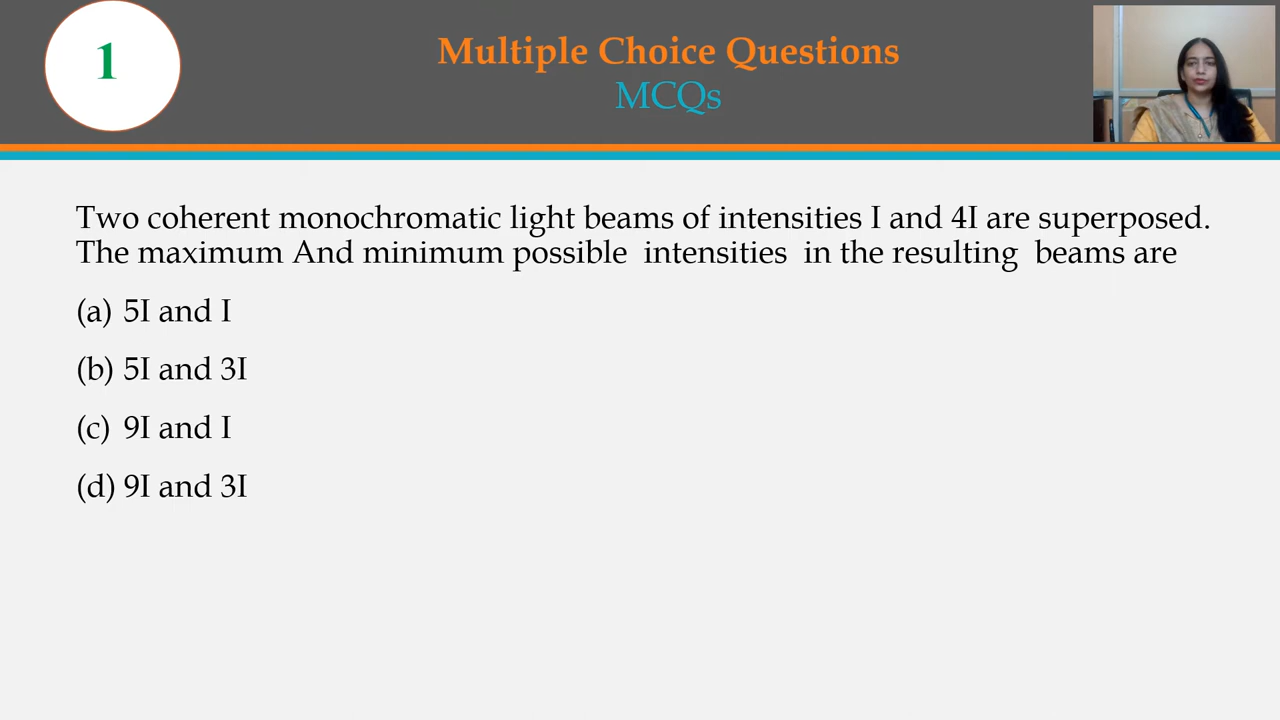 1
Multiple Choice Questions
MCQs
Two coherent monochromatic light beams of intensities I and 4I are superposed.
The maximum And minimum possible intensities in the resulting beams are
(a) 5I and I
(b) 5I and 3I
(c) 9I and I
(d) 9I and 3I